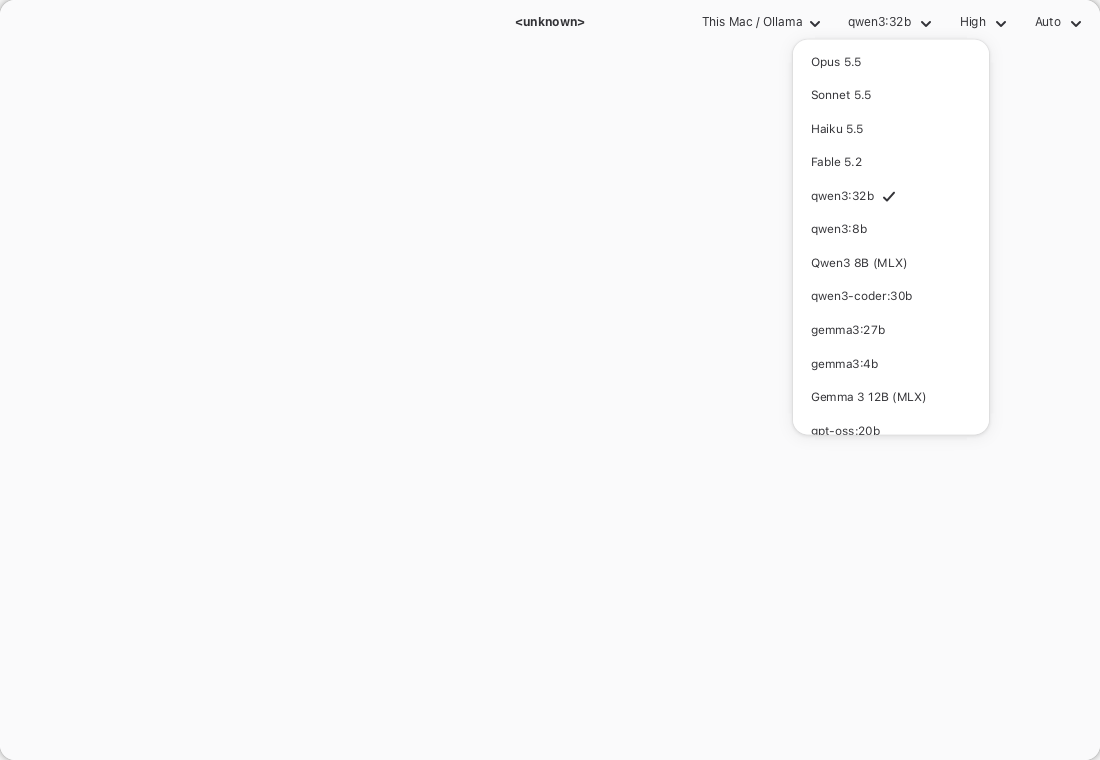 <unknown>
This Mac / Ollama
qwen3:32b
High
Auto
Opus 5.5
Sonnet 5.5
Haiku 5.5
Fable 5.2
qwen3:32b
qwen3:8b
Qwen3 8B (MLX)
qwen3-coder:30b
gemma3:27b
gemma3:4b
Gemma 3 12B (MLX)
gpt-oss:20b